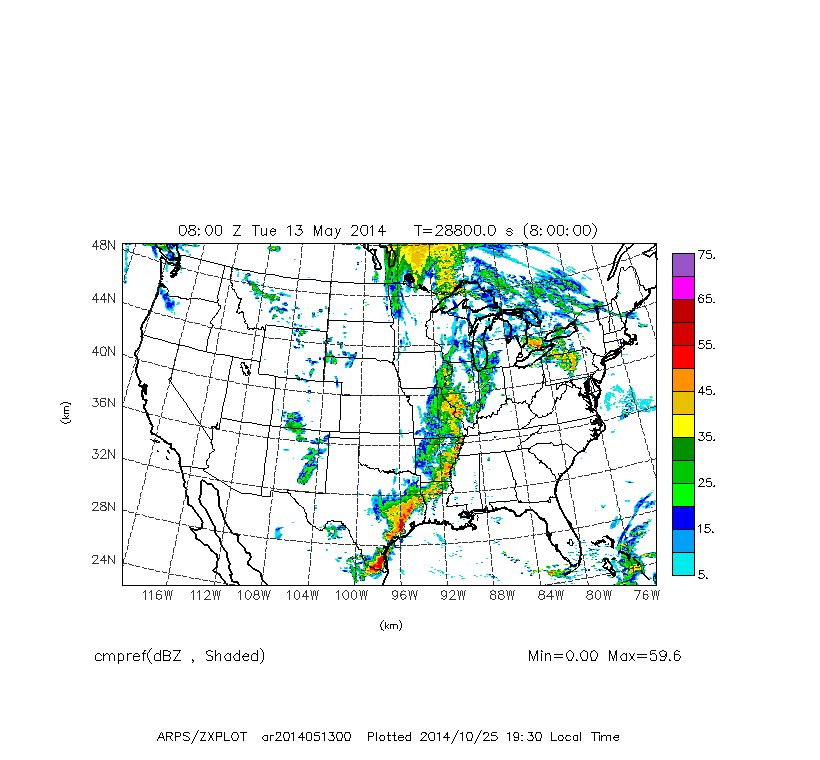 08:00 Z Tue 13 May 2014 T=28800.0 s (8:00:00)
48N
44N
40N
36N
32N
28N
24N
(km)
75.
65.
55.
45.
35.
25.
15.
5.
116W 112W 108W 104W 100W 96W 92W 88W 84W 80W 76W
(km)
cmpref(dBZ , Shaded) Min=0.00 Max=59.6
ARPS/ZXPLOT ar2014051300 Plotted 2014/10/25 19:30 Local Time